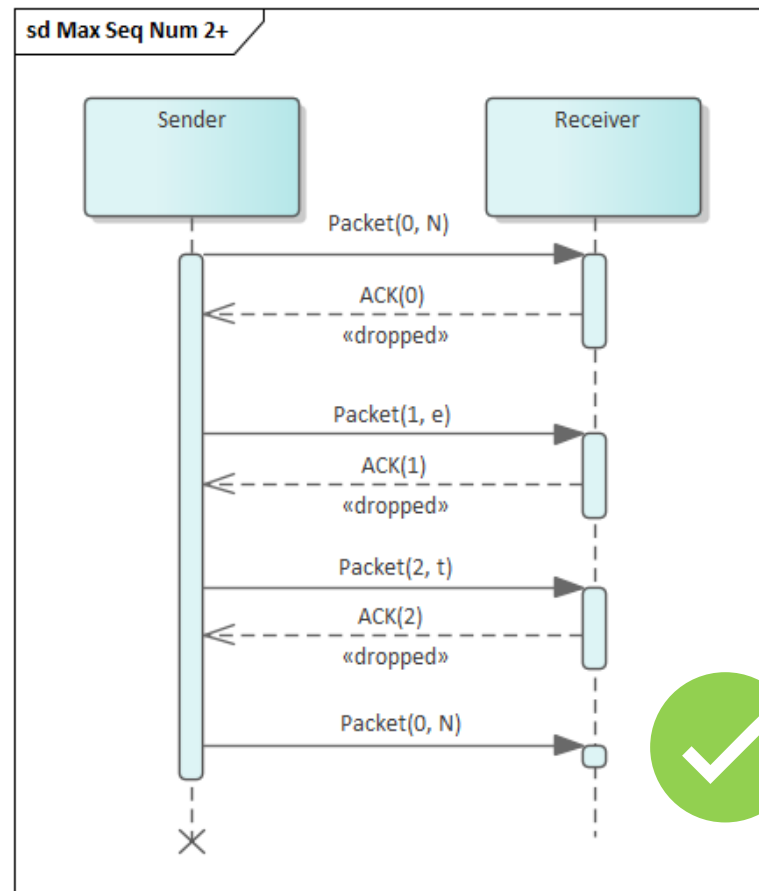 sd Max Seq Num 2+
Sender
Receiver
Packet(0, N)
ACK(0)
«dropped»
Packet(1, e)
ACK(1)
«dropped»
Packet(2, t)
ACK(2)
«dropped»
Packet(0, N)